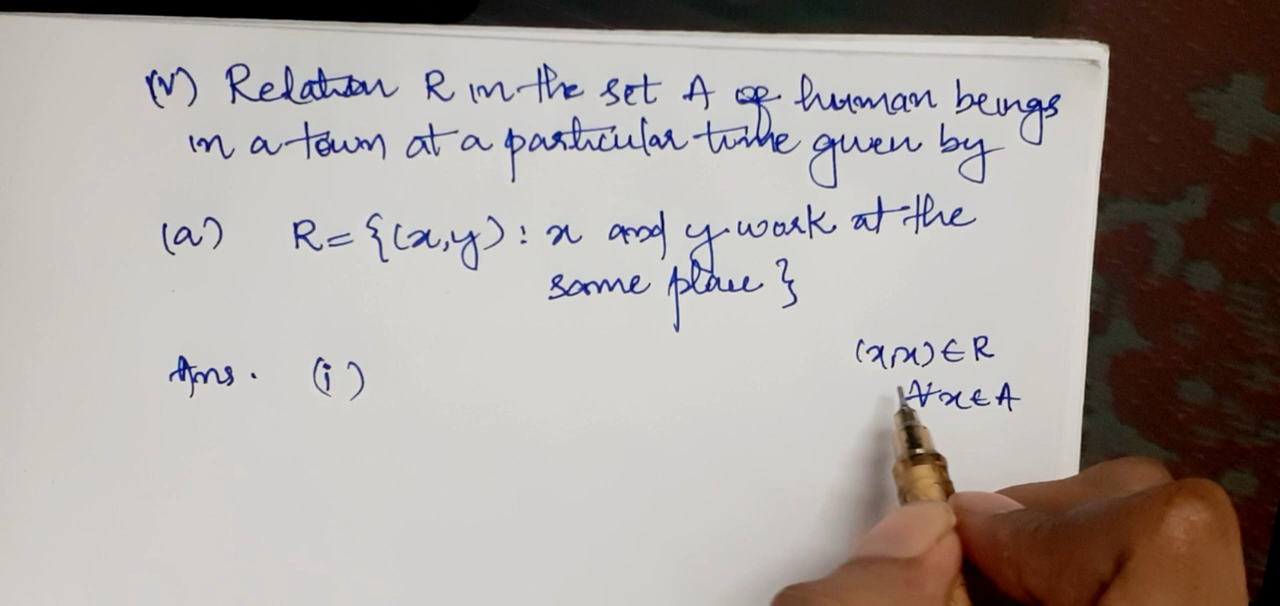 (v) Relation R in the set A of human beings
in a town at a particular time given by
(a) R = {(x,y) : x and y work at the
same place }
Ans. (i)
(x,x) ∈ R
∀ x ∈ A